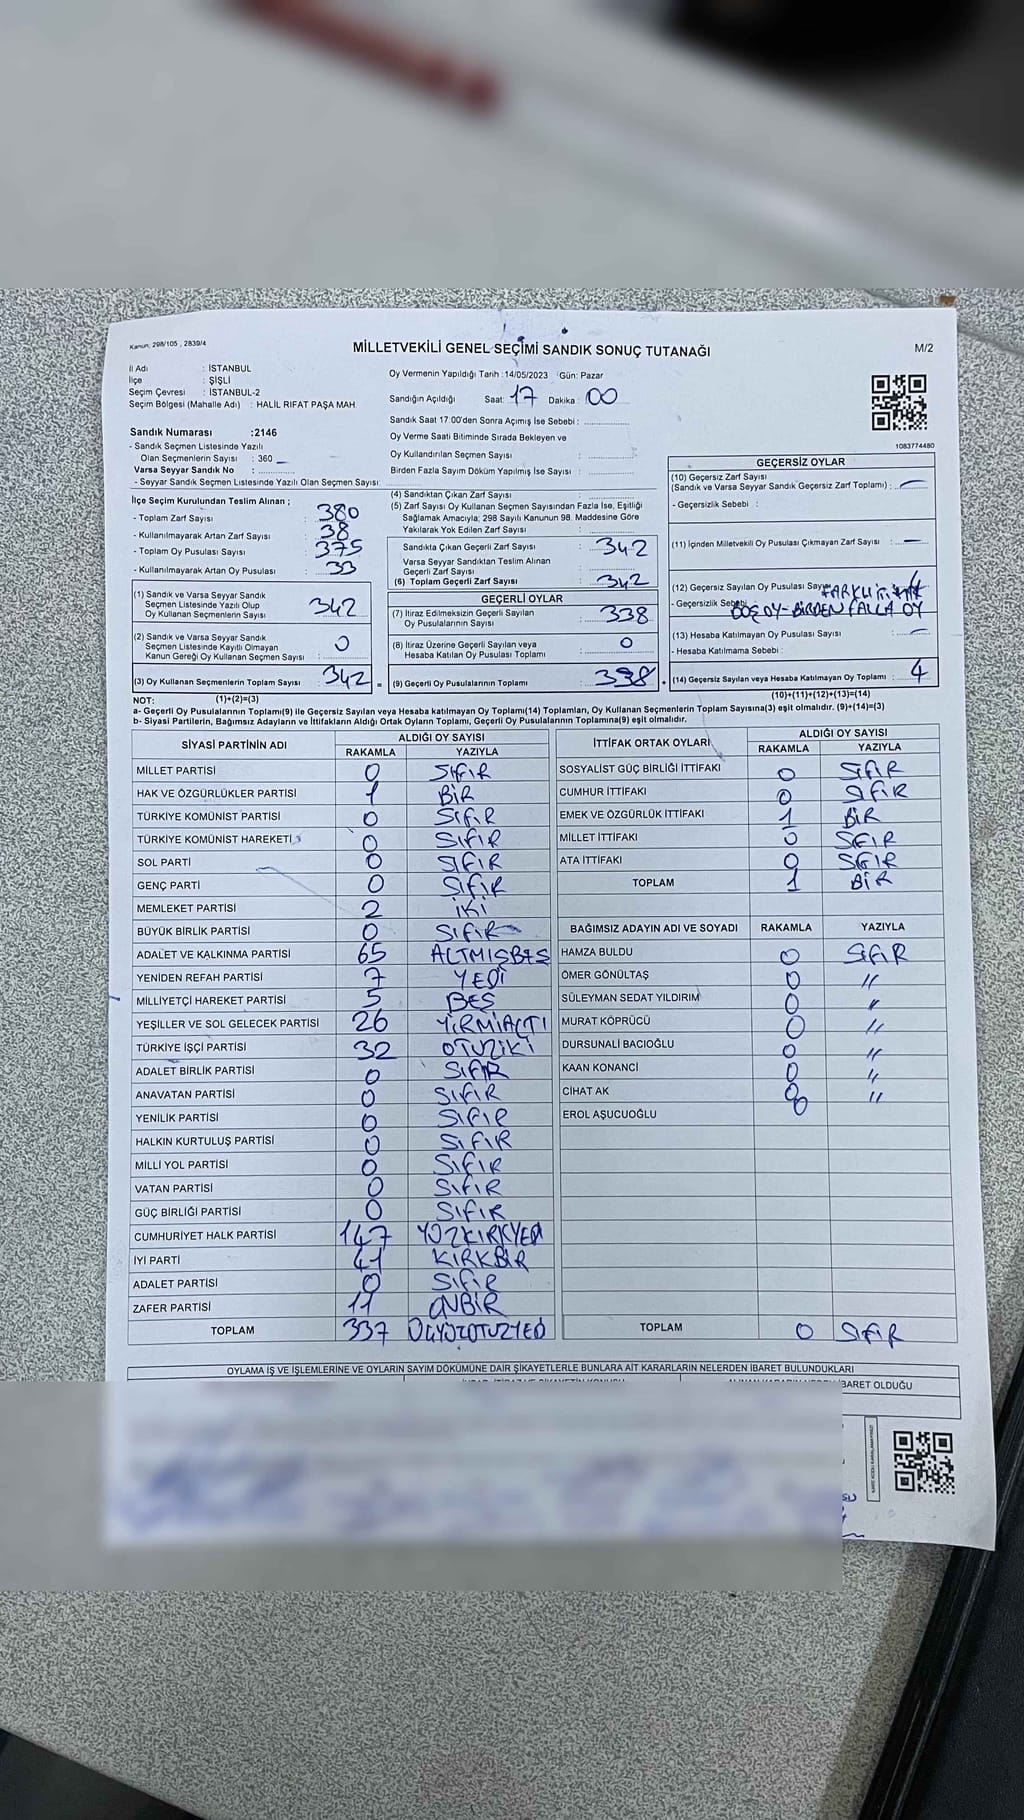 Kanun: 298/105 , 2839/4
MİLLETVEKİLİ GENEL SEÇİMİ SANDIK SONUÇ TUTANAĞI
M/2
İl Adı : İSTANBUL
İlçe : ŞİŞLİ
Seçim Çevresi : İSTANBUL-2
Seçim Bölgesi (Mahalle Adı) : HALİL RIFAT PAŞA MAH.
Sandık Numarası :2146
- Sandık Seçmen Listesinde Yazılı
Olan Seçmenlerin Sayısı : 360
Varsa Seyyar Sandık No :
- Seyyar Sandık Seçmen Listesinde Yazılı Olan Seçmen Sayısı:
Oy Vermenin Yapıldığı Tarih :14/05/2023 Gün: Pazar
Sandığın Açıldığı Saat: 17 Dakika : 00
Sandık Saat 17.00'den Sonra Açımış İse Sebebi :
Oy Verme Saati Bitiminde Sırada Bekleyen ve
Oy Kullandırılan Seçmen Sayısı :
Birden Fazla Sayım Döküm Yapılmış İse Sayısı :
1083774480
İlçe Seçim Kurulundan Teslim Alınan ;
- Toplam Zarf Sayısı : 380
- Kullanılmayarak Artan Zarf Sayısı : 38
- Toplam Oy Pusulası Sayısı : 375
- Kullanılmayarak Artan Oy Pusulası : 33
(1) Sandık ve Varsa Seyyar Sandık
Seçmen Listesinde Yazılı Olup
Oy Kullanan Seçmenlerin Sayısı : 342
(2) Sandık ve Varsa Seyyar Sandık
Seçmen Listesinde Kayıtlı Olmayan
Kanun Gereği Oy Kullanan Seçmen Sayısı : 0
(3) Oy Kullanan Seçmenlerin Toplam Sayısı : 342
(4) Sandıktan Çıkan Zarf Sayısı :
(5) Zarf Sayısı Oy Kullanan Seçmen Sayısından Fazla İse, Eşitliği
Sağlamak Amacıyla; 298 Sayılı Kanunun 98. Maddesine Göre
Yakılarak Yok Edilen Zarf Sayısı :
Sandıkta Çıkan Geçerli Zarf Sayısı : 342
Varsa Seyyar Sandıktan Teslim Alınan
Geçerli Zarf Sayısı :
(6) Toplam Geçerli Zarf Sayısı : 342
GEÇERLİ OYLAR
(7) İtiraz Edilmeksizin Geçerli Sayılan
Oy Pusulalarının Sayısı : 338
(8) İtiraz Üzerine Geçerli Sayılan veya
Hesaba Katılan Oy Pusulası Toplamı : 0
= (9) Geçerli Oy Pusulalarının Toplamı : 338 +
GEÇERSİZ OYLAR
(10) Geçersiz Zarf Sayısı
(Sandık ve Varsa Seyyar Sandık Geçersiz Zarf Toplamı) : —
- Geçersizlik Sebebi :
(11) İçinden Milletvekili Oy Pusulası Çıkmayan Zarf Sayısı : —
(12) Geçersiz Sayılan Oy Pusulası Sayısı 4
FARKLI
- Geçersizlik Sebebi BOŞ OY - BİRDEN FAZLA OY
(13) Hesaba Katılmayan Oy Pusulası Sayısı : —
- Hesaba Katılmama Sebebi :
(14) Geçersiz Sayılan veya Hesaba Katılmayan Oy Toplamı : 4
NOT: (1)+(2)=(3)
(10)+(11)+(12)+(13)=(14)
a- Geçerli Oy Pusulalarının Toplamı(9) ile Geçersiz Sayılan veya Hesaba katılmayan Oy Toplamı(14) Toplamları, Oy Kullanan Seçmenlerin Toplam Sayısına(3) eşit olmalıdır. (9)+(14)=(3)
b- Siyasi Partilerin, Bağımsız Adayların ve İttifakların Aldığı Ortak Oyların Toplamı, Geçerli Oy Pusulalarının Toplamına(9) eşit olmalıdır.
SİYASİ PARTİNİN ADI ALDIĞI OY SAYISI
RAKAMLA YAZIYLA
MİLLET PARTİSİ 0 SIFIR
HAK VE ÖZGÜRLÜKLER PARTİSİ 1 BİR
TÜRKİYE KOMÜNİST PARTİSİ 0 SIFIR
TÜRKİYE KOMÜNİST HAREKETİ 0 SIFIR
SOL PARTİ 0 SIFIR
GENÇ PARTİ 0 SIFIR
MEMLEKET PARTİSİ 2 İKİ
BÜYÜK BİRLİK PARTİSİ 0 SIFIR
ADALET VE KALKINMA PARTİSİ 65 ALTMIŞBEŞ
YENİDEN REFAH PARTİSİ 7 YEDİ
MİLLİYETÇİ HAREKET PARTİSİ 5 BEŞ
YEŞİLLER VE SOL GELECEK PARTİSİ 26 YİRMİALTI
TÜRKİYE İŞÇİ PARTİSİ 32 OTUZİKİ
ADALET BİRLİK PARTİSİ 0 SIFIR
ANAVATAN PARTİSİ 0 SIFIR
YENİLİK PARTİSİ 0 SIFIR
HALKIN KURTULUŞ PARTİSİ 0 SIFIR
MİLLİ YOL PARTİSİ 0 SIFIR
VATAN PARTİSİ 0 SIFIR
GÜÇ BİRLİĞİ PARTİSİ 0 SIFIR
CUMHURİYET HALK PARTİSİ 147 YÜZKIRKYEDİ
İYİ PARTİ 41 KIRKBİR
ADALET PARTİSİ 0 SIFIR
ZAFER PARTİSİ 11 ONBİR
TOPLAM 337 ÜÇYÜZOTUZYEDİ
İTTİFAK ORTAK OYLARI ALDIĞI OY SAYISI
RAKAMLA YAZIYLA
SOSYALİST GÜÇ BİRLİĞİ İTTİFAKI 0 SIFIR
CUMHUR İTTİFAKI 0 SIFIR
EMEK VE ÖZGÜRLÜK İTTİFAKI 1 BİR
MİLLET İTTİFAKI 0 SIFIR
ATA İTTİFAKI 0 SIFIR
TOPLAM 1 BİR
BAĞIMSIZ ADAYIN ADI VE SOYADI RAKAMLA YAZIYLA
HAMZA BULDU 0 SIFIR
ÖMER GÖNÜLTAŞ 0 "
SÜLEYMAN SEDAT YILDIRIM 0 "
MURAT KÖPRÜCÜ 0 "
DURSUNALİ BACIOĞLU 0 "
KAAN KONANCİ 0 "
CİHAT AK 0 "
EROL AŞUCUOĞLU 0
TOPLAM 0 SIFIR
OYLAMA İŞ VE İŞLEMLERİNE VE OYLARIN SAYIM DÖKÜMÜNE DAİR ŞİKAYETLERLE BUNLARA AİT KARARLARIN NELERDEN İBARET BULUNDUKLARI
İBARET OLDUĞU